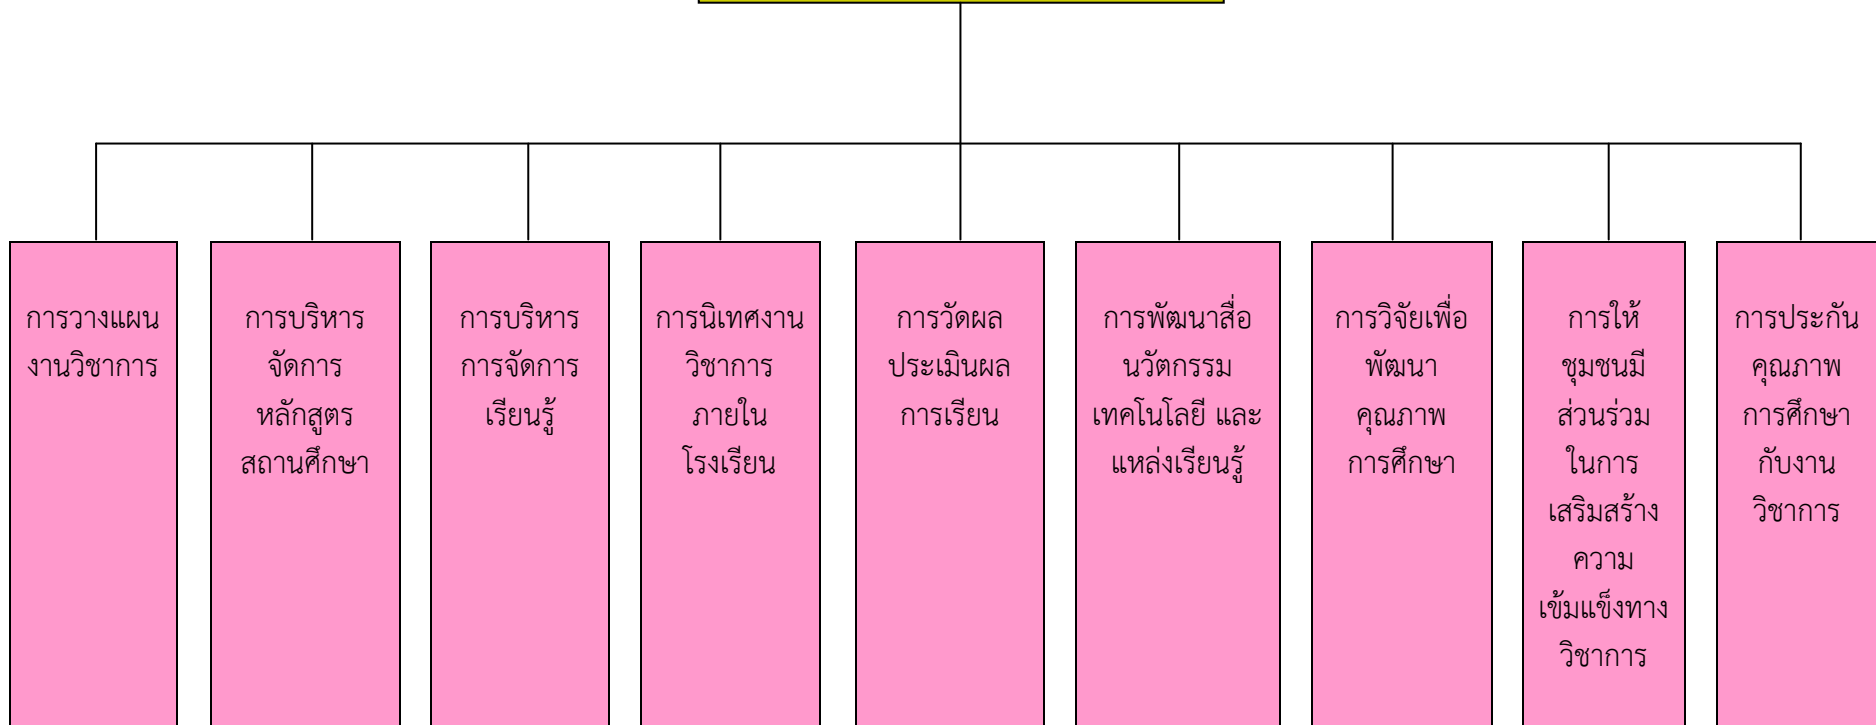 การวางแผน
งานวิชาการ
การบริหาร
จัดการ
หลักสูตร
สถานศึกษา
การบริหาร
การจัดการ
เรียนรู้
การนิเทศงาน
วิชาการ
ภายใน
โรงเรียน
การวัดผล
ประเมินผล
การเรียน
การพัฒนาสื่อ
นวัตกรรม
เทคโนโลยี และ
แหล่งเรียนรู้
การวิจัยเพื่อ
พัฒนา
คุณภาพ
การศึกษา
การให้
ชุมชนมี
ส่วนร่วม
ในการ
เสริมสร้าง
ความ
เข้มแข็งทาง
วิชาการ
การประกัน
คุณภาพ
การศึกษา
กับงาน
วิชาการ